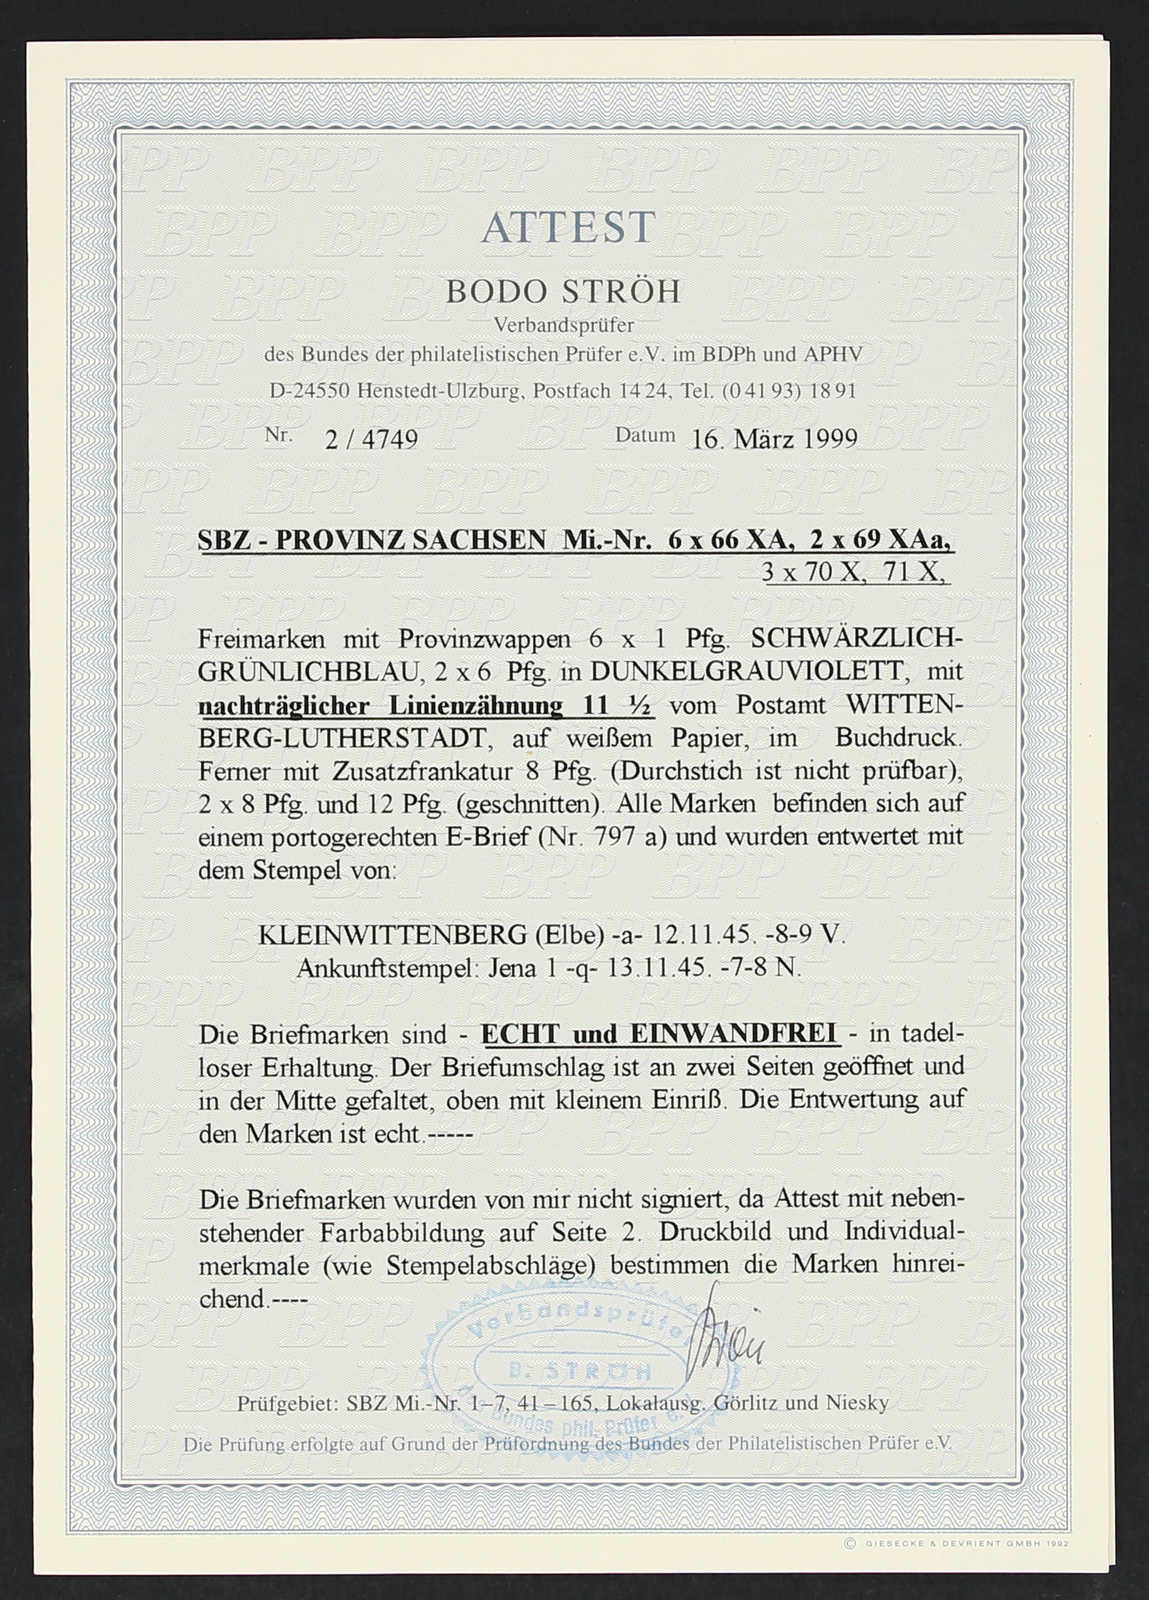 ATTEST
BODO STRÖH
Verbandsprüfer
des Bundes der philatelistischen Prüfer e.V. im BDPh und APHV
D-24550 Henstedt-Ulzburg, Postfach 14 24, Tel. (0 41 93) 18 91
Nr. 2 / 4749 Datum 16. März 1999
SBZ - PROVINZ SACHSEN Mi.-Nr. 6 x 66 XA, 2 x 69 XAa,
3 x 70 X, 71 X,
Freimarken mit Provinzwappen 6 x 1 Pfg. SCHWÄRZLICH-
GRÜNLICHBLAU, 2 x 6 Pfg. in DUNKELGRAUVIOLETT, mit
nachträglicher Linienzähnung 11 ½ vom Postamt WITTEN-
BERG-LUTHERSTADT, auf weißem Papier, im Buchdruck.
Ferner mit Zusatzfrankatur 8 Pfg. (Durchstich ist nicht prüfbar),
2 x 8 Pfg. und 12 Pfg. (geschnitten). Alle Marken befinden sich auf
einem portogerechten E-Brief (Nr. 797 a) und wurden entwertet mit
dem Stempel von:
KLEINWITTENBERG (Elbe) -a- 12.11.45. -8-9 V.
Ankunftstempel: Jena 1 -q- 13.11.45. -7-8 N.
Die Briefmarken sind - ECHT und EINWANDFREI - in tadel-
loser Erhaltung. Der Briefumschlag ist an zwei Seiten geöffnet und
in der Mitte gefaltet, oben mit kleinem Einriß. Die Entwertung auf
den Marken ist echt.-----
Die Briefmarken wurden von mir nicht signiert, da Attest mit neben-
stehender Farbabbildung auf Seite 2. Druckbild und Individual-
merkmale (wie Stempelabschläge) bestimmen die Marken hinrei-
chend.----
Verbandsprüfer
B. STRÖH
d. Bundes phil. Prüfer e.V.
Prüfgebiet: SBZ Mi.-Nr. 1–7, 41–165, Lokalausg. Görlitz und Niesky
Die Prüfung erfolgte auf Grund der Prüfordnung des Bundes der Philatelistischen Prüfer e.V.
© GIESECKE & DEVRIENT GMBH 1992